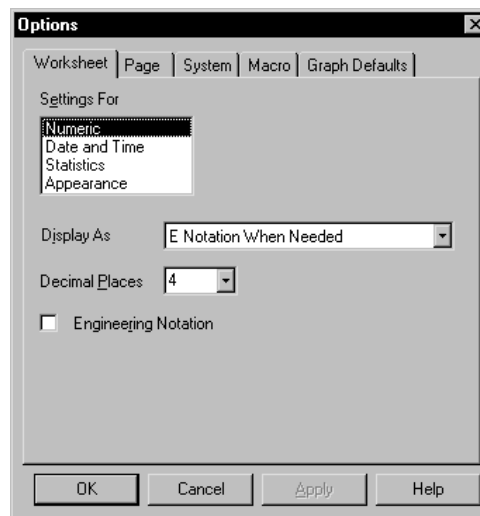 Options
Worksheet Page System Macro Graph Defaults
Settings For
Numeric
Date and Time
Statistics
Appearance
Display As E Notation When Needed
Decimal Places 4
Engineering Notation
OK Cancel Apply Help